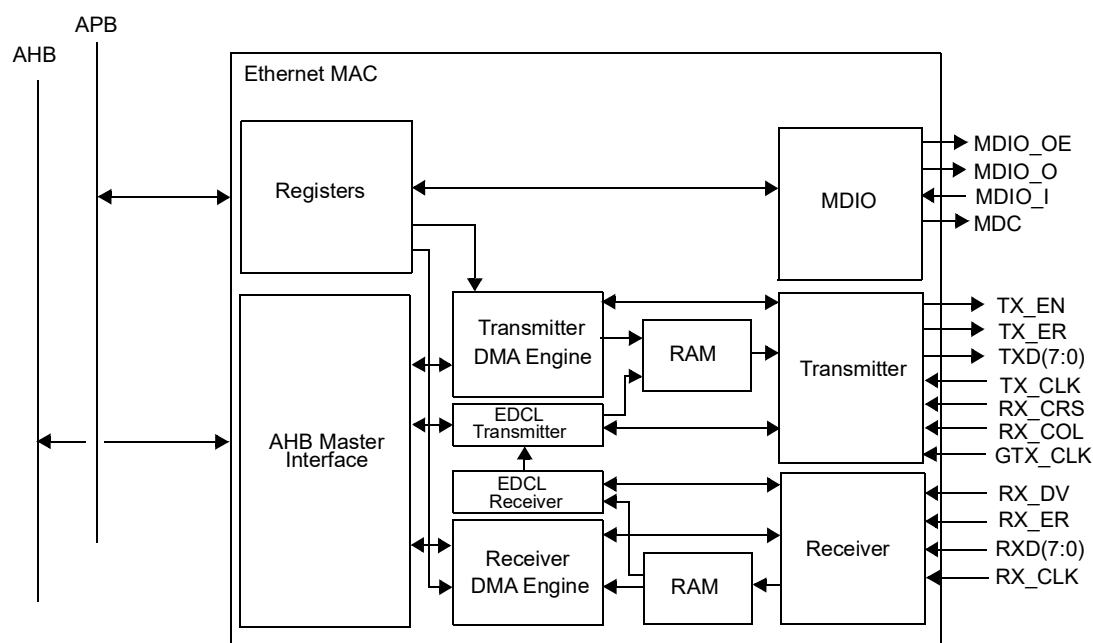 APB
AHB
Ethernet MAC
Registers
MDIO
MDIO_OE
MDIO_O
MDIO_I
MDC
Transmitter
DMA Engine
RAM
Transmitter
TX_EN
TX_ER
TXD(7:0)
TX_CLK
RX_CRS
RX_COL
GTX_CLK
AHB Master
Interface
EDCL
Transmitter
EDCL
Receiver
Receiver
DMA Engine
RAM
Receiver
RX_DV
RX_ER
RXD(7:0)
RX_CLK